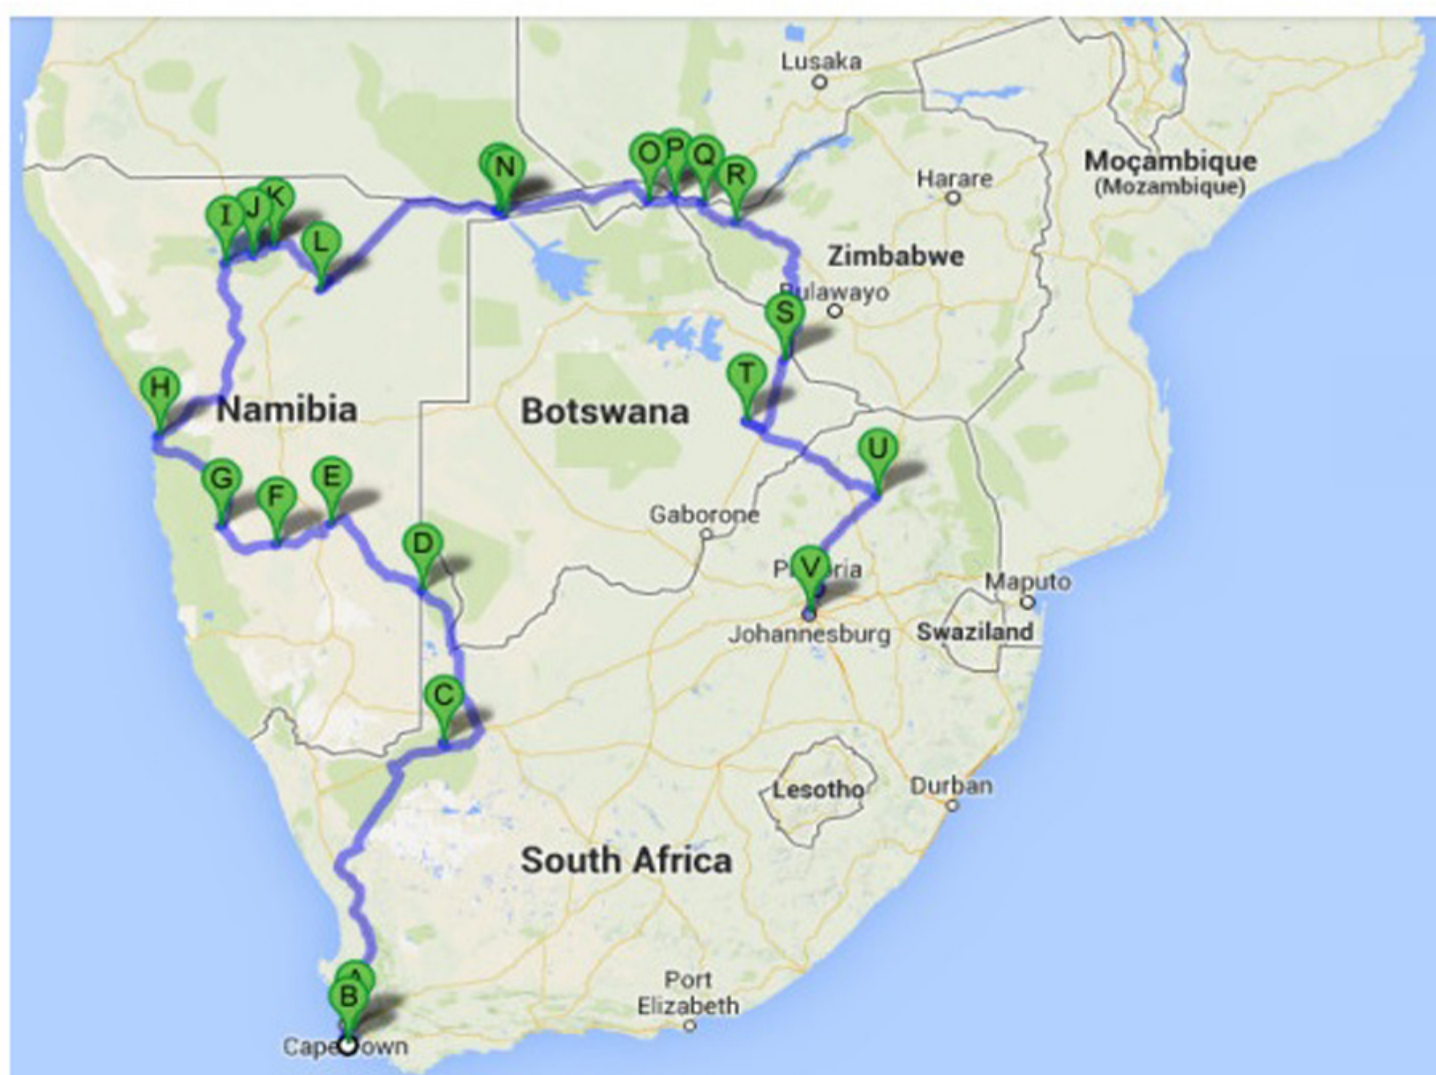 Lusaka
O P Q R
N
Harare
Moçambique
(Mozambique)
I J K
L
Zimbabwe
Bulawayo
S
H
T
Namibia
Botswana
U
G
F
E
D
Gaborone
V
Maputo
Johannesburg
Swaziland
C
Lesotho
Durban
South Africa
A
B
Port
Elizabeth